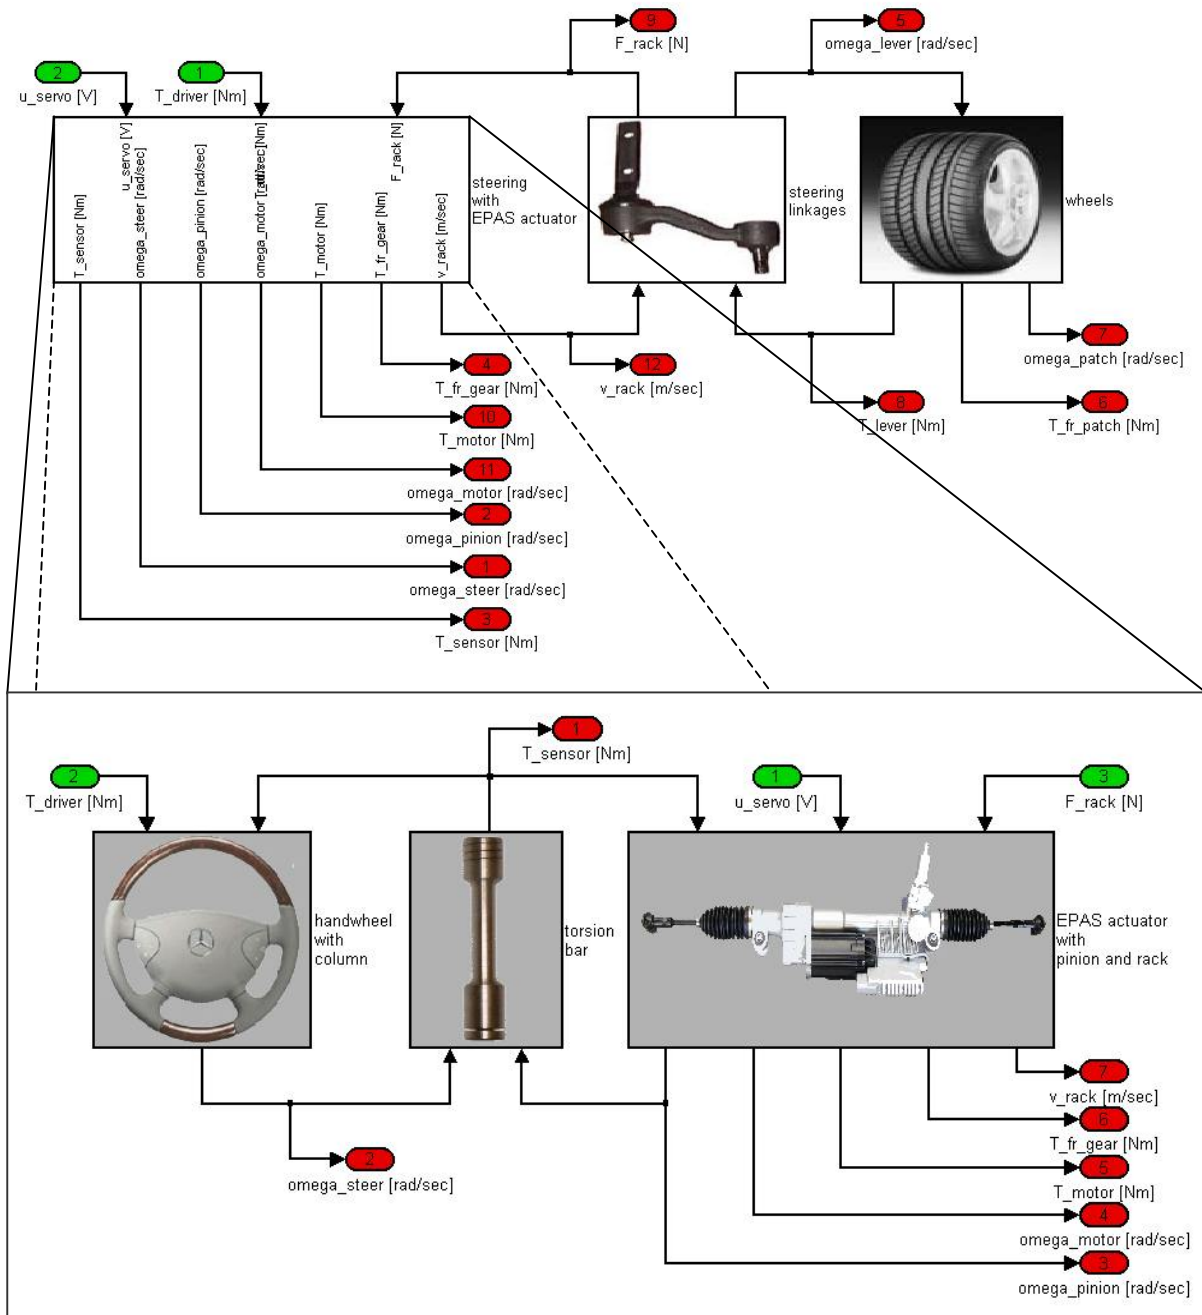 9
F_rack [N]
5
omega_lever [rad/sec]
2
u_servo [V]
1
T_driver [Nm]
T_sensor [Nm]
u_servo [V]
omega_steer [rad/sec]
omega_pinion [rad/sec]
omega_motor [rad/sec]
T_motor [Nm]
F_rack [N]
T_fr_gear [Nm]
v_rack [m/sec]
steering
with
EPAS actuator
steering
linkages
wheels
4
T_fr_gear [Nm]
12
v_rack [m/sec]
7
omega_patch [rad/sec]
10
T_motor [Nm]
8
T_lever [Nm]
6
T_fr_patch [Nm]
11
omega_motor [rad/sec]
2
omega_pinion [rad/sec]
1
omega_steer [rad/sec]
3
T_sensor [Nm]
1
T_sensor [Nm]
2
T_driver [Nm]
1
u_servo [V]
3
F_rack [N]
handwheel
with
column
torsion
bar
EPAS actuator
with
pinion and rack
7
v_rack [m/sec]
6
T_fr_gear [Nm]
2
omega_steer [rad/sec]
5
T_motor [Nm]
4
omega_motor [rad/sec]
3
omega_pinion [rad/sec]